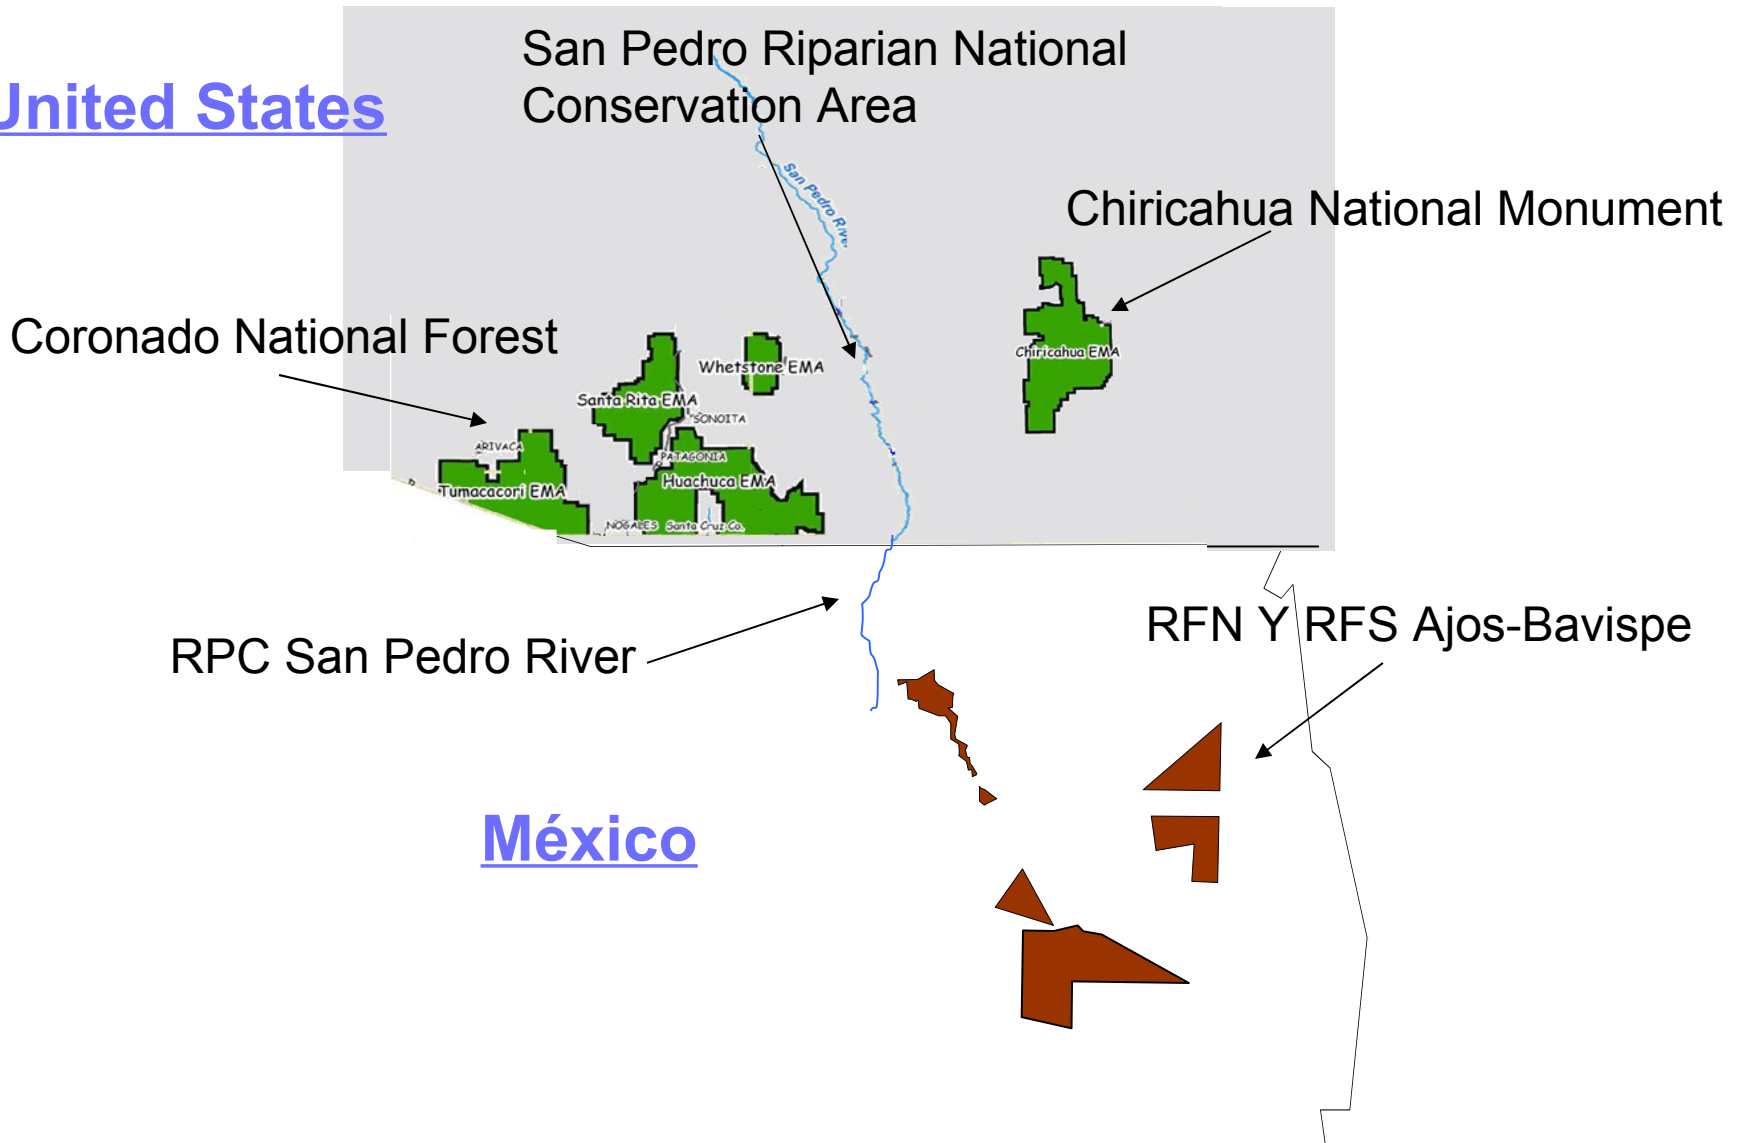 San Pedro Riparian National
Conservation Area
United States
San Pedro River
Chiricahua National Monument
Coronado National Forest
Chiricahua EMA
Whetstone EMA
Santa Rita EMA
SONOITA
ARIVACA
PATAGONIA
Huachuca EMA
Tumacacori EMA
NOGALES Santa Cruz Co.
RFN Y RFS Ajos-Bavispe
RPC San Pedro River
México